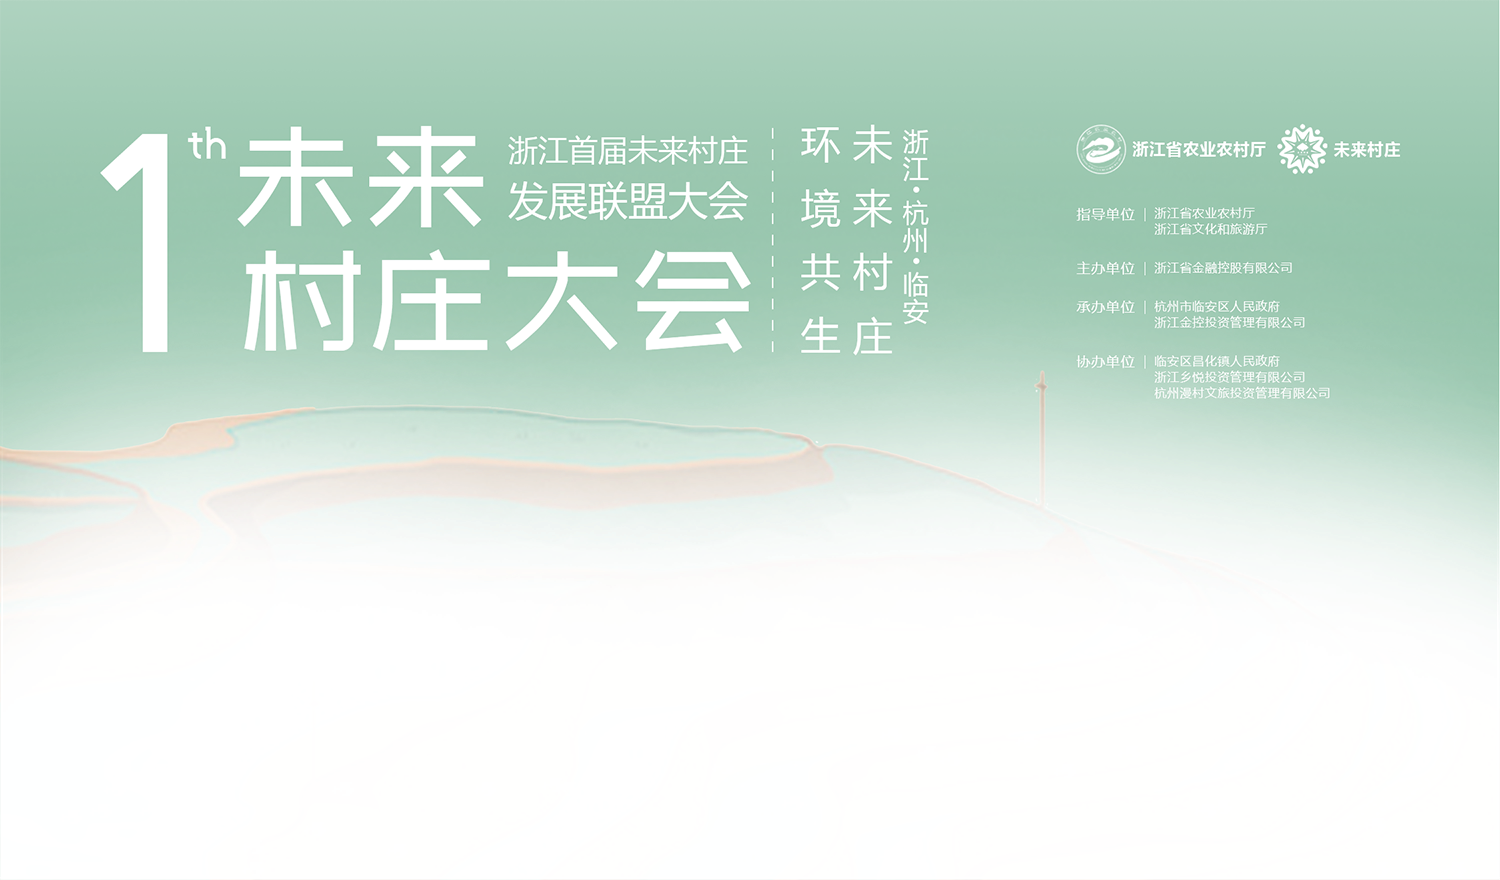 1th
未来
村庄大会
浙江首届未来村庄
发展联盟大会
未来村庄
环境共生
浙江·杭州·临安
浙江省农业农村厅
未来村庄
指导单位 | 浙江省农业农村厅
浙江省文化和旅游厅
主办单位 | 浙江省金融控股有限公司
承办单位 | 杭州市临安区人民政府
浙江金控投资管理有限公司
协办单位 | 临安区昌化镇人民政府
浙江乡悦投资管理有限公司
杭州漫村文旅投资管理有限公司